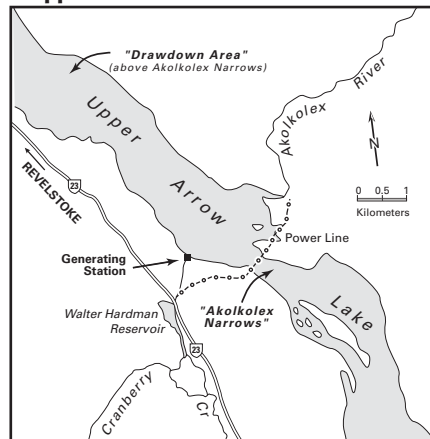 "Drawdown Area"
(above Akolkolex Narrows)
Akolkolex River
Upper Arrow Lake
N
0 0.5 1
Kilometers
REVELSTOKE
23
Power Line
Generating
Station
Walter Hardman
Reservoir
"Akolkolex
Narrows"
23
Cranberry Cr